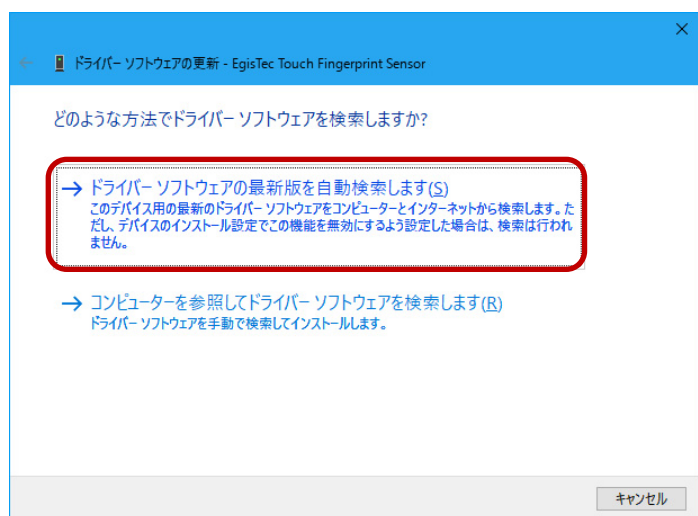 ドライバー ソフトウェアの更新 - EgisTec Touch Fingerprint Sensor
どのような方法でドライバー ソフトウェアを検索しますか?
ドライバー ソフトウェアの最新版を自動検索します(S)
このデバイス用の最新のドライバー ソフトウェアをコンピューターとインターネットから検索します。た
だし、デバイスのインストール設定でこの機能を無効にするよう設定した場合は、検索は行われ
ません。
コンピューターを参照してドライバー ソフトウェアを検索します(R)
ドライバー ソフトウェアを手動で検索してインストールします。
キャンセル